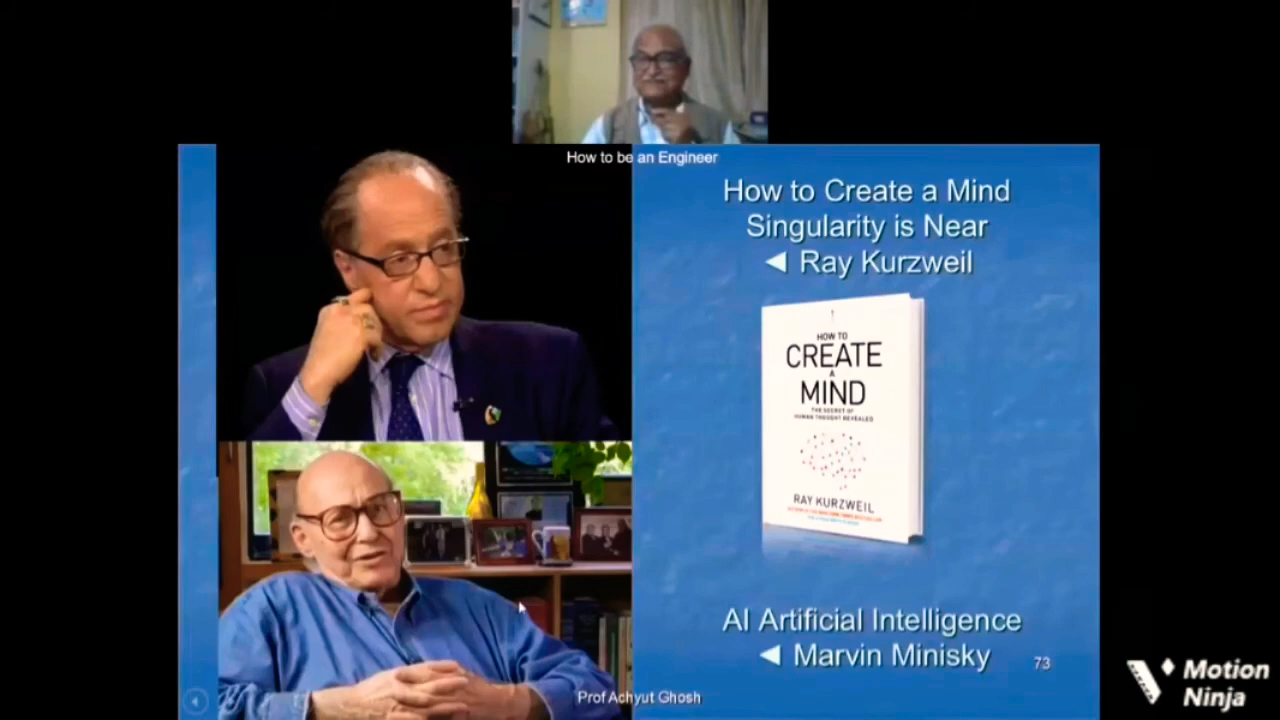 How to be an Engineer
How to Create a Mind
Singularity is Near
◄ Ray Kurzweil
HOW TO
CREATE
A
MIND
THE SECRET OF
HUMAN THOUGHT REVEALED
RAY KURZWEIL
AI Artificial Intelligence
◄ Marvin Minisky
73
Prof Achyut Ghosh
Motion
Ninja